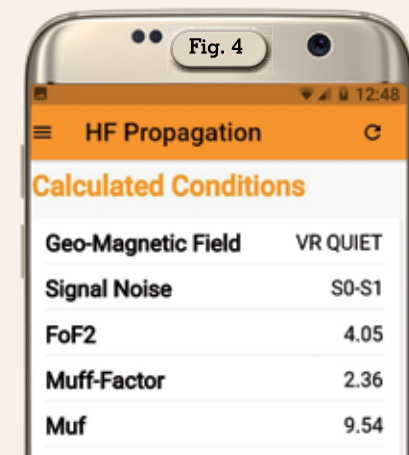 Fig. 4
12:48
HF Propagation
Calculated Conditions
Geo-Magnetic Field VR QUIET
Signal Noise S0-S1
FoF2 4.05
Muff-Factor 2.36
Muf 9.54